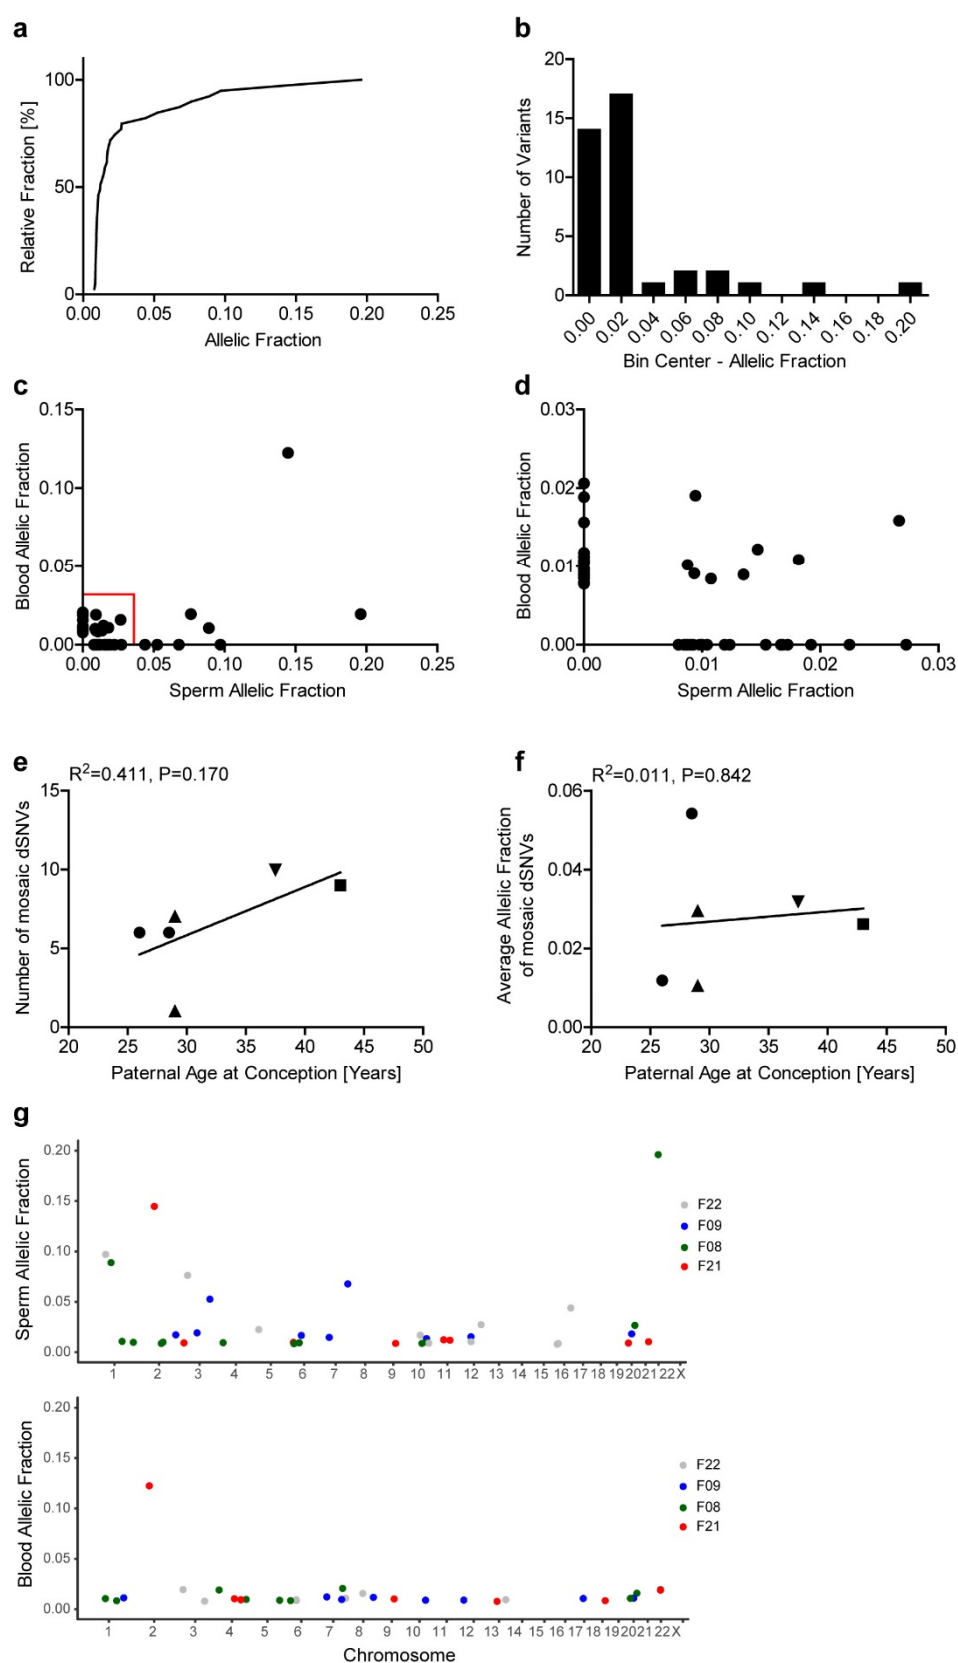 a
100
50
0
Relative Fraction [%]
0.00 0.05 0.10 0.15 0.20 0.25
Allelic Fraction
b
20
15
10
5
0
Number of Variants
0.00 0.02 0.04 0.06 0.08 0.10 0.12 0.14 0.16 0.18 0.20
Bin Center - Allelic Fraction
c
0.15
0.10
0.05
0.00
Blood Allelic Fraction
0.00 0.05 0.10 0.15 0.20 0.25
Sperm Allelic Fraction
d
0.03
0.02
0.01
0.00
Blood Allelic Fraction
0.00 0.01 0.02 0.03
Sperm Allelic Fraction
e
R²=0.411, P=0.170
15
10
5
0
Number of mosaic dSNVs
20 25 30 35 40 45 50
Paternal Age at Conception [Years]
f
R²=0.011, P=0.842
0.06
0.04
0.02
0.00
Average Allelic Fraction
of mosaic dSNVs
20 25 30 35 40 45 50
Paternal Age at Conception [Years]
g
0.20
0.15
0.10
0.05
0.00
Sperm Allelic Fraction
F22
F09
F08
F21
1 2 3 4 5 6 7 8 9 10 11 12 13 14 15 16 17 18 19 20 21 22 X
0.20
0.15
0.10
0.05
0.00
Blood Allelic Fraction
F22
F09
F08
F21
1 2 3 4 5 6 7 8 9 10 11 12 13 14 15 16 17 18 19 20 21 22 X
Chromosome